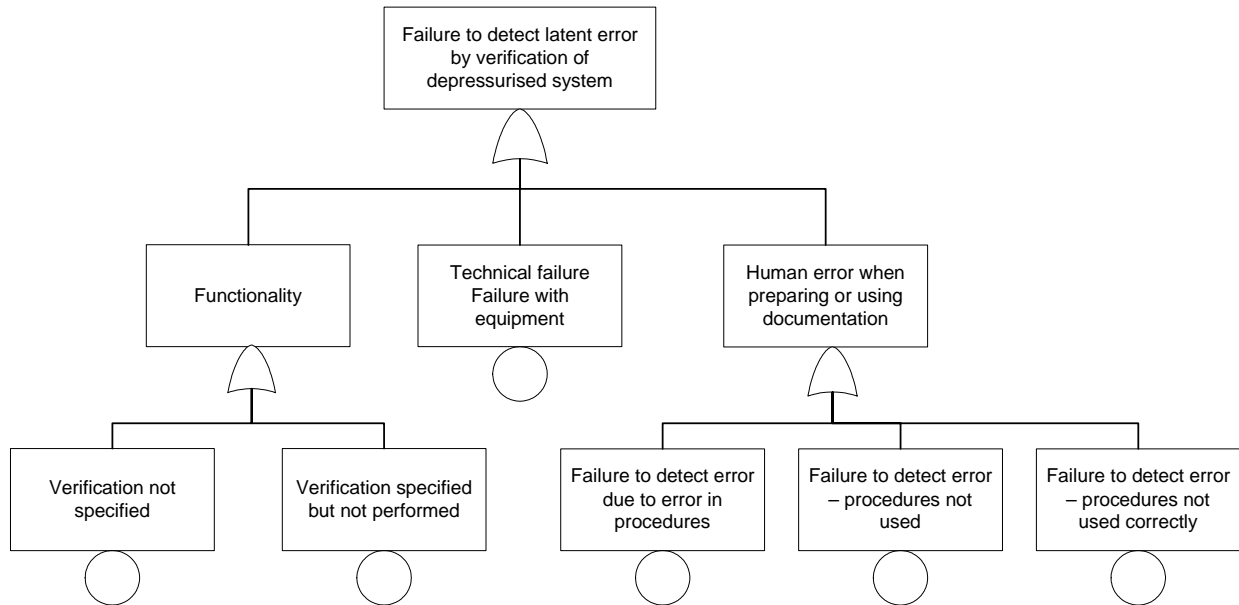 Failure to detect latent error
by verification of
depressurised system
Functionality
Technical failure
Failure with
equipment
Human error when
preparing or using
documentation
Verification not
specified
Verification specified
but not performed
Failure to detect error
due to error in
procedures
Failure to detect error
– procedures not
used
Failure to detect error
– procedures not
used correctly